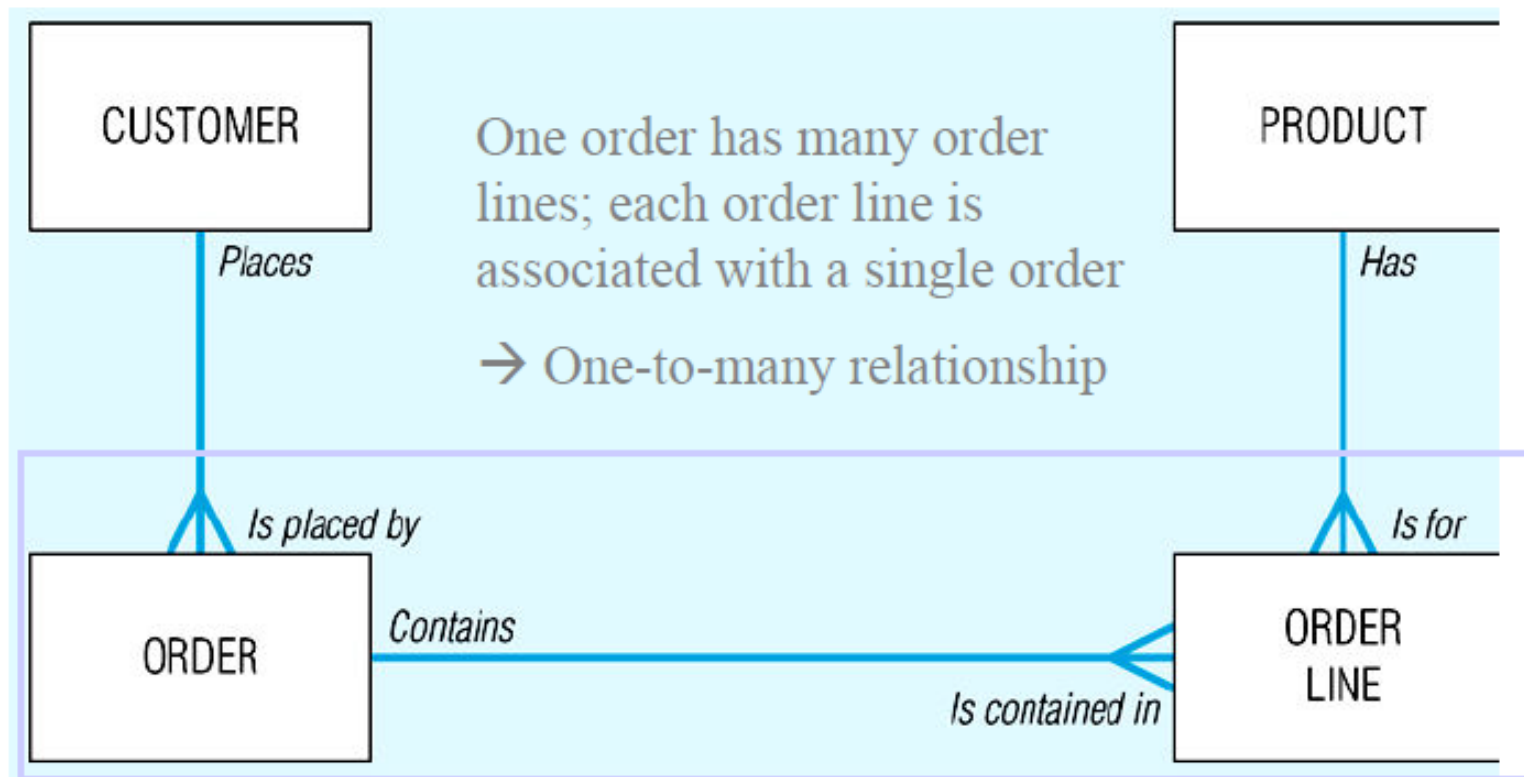 CUSTOMER
PRODUCT
One order has many order
lines; each order line is
associated with a single order
→ One-to-many relationship
Places
Has
Is placed by
Is for
ORDER
Contains
Is contained in
ORDER
LINE